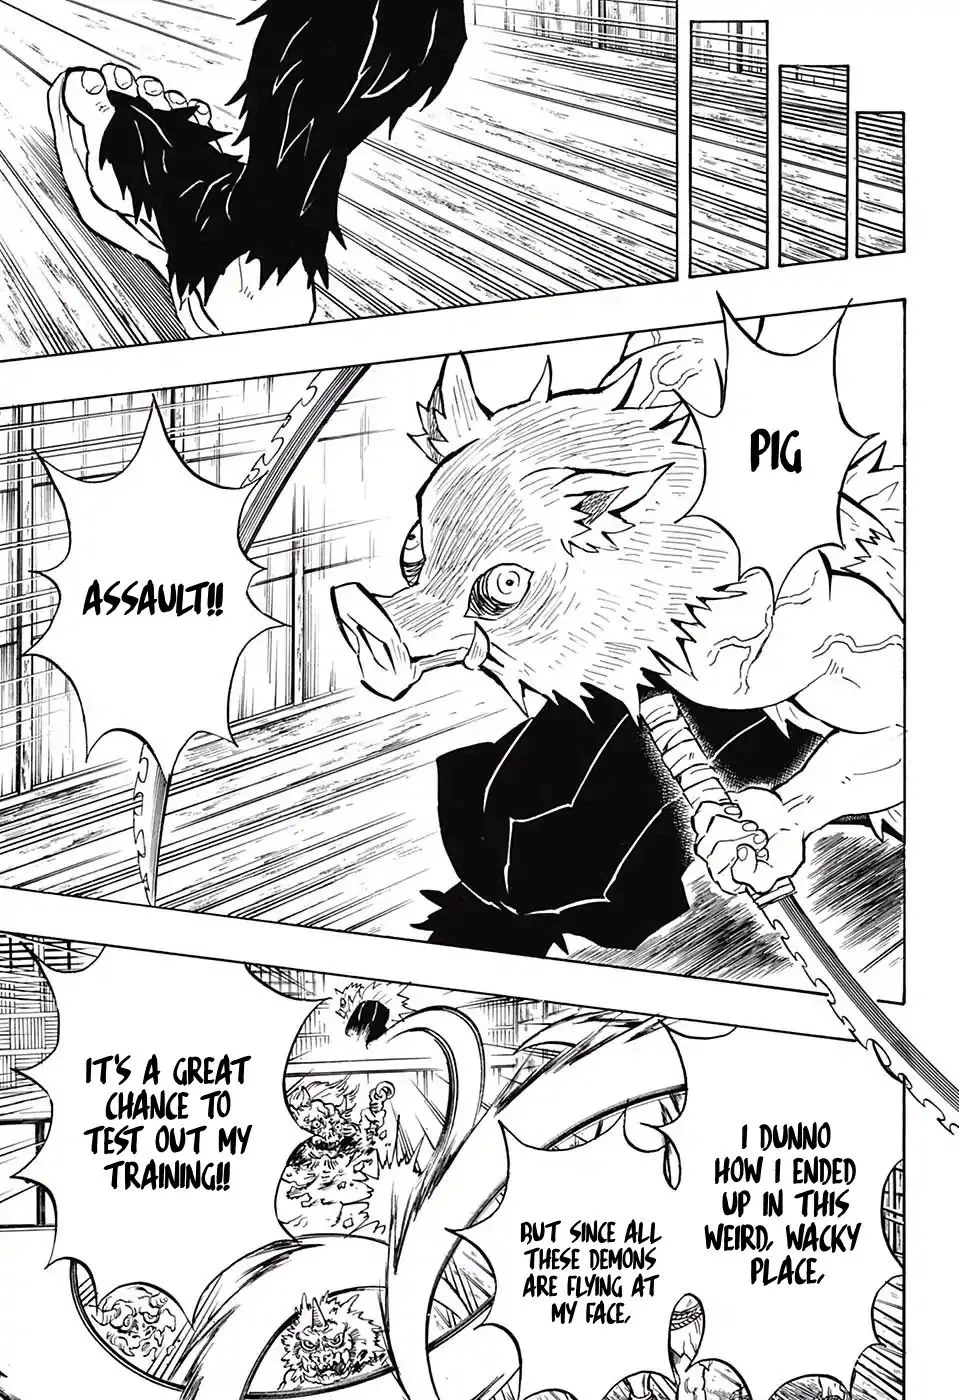 PIG
ASSAULT!!
I DUNNO
HOW I ENDED
UP IN THIS
WEIRD, WACKY
PLACE,
BUT SINCE ALL
THESE DEMONS
ARE FLYING AT
MY FACE,
IT'S A GREAT
CHANCE TO
TEST OUT MY
TRAINING!!